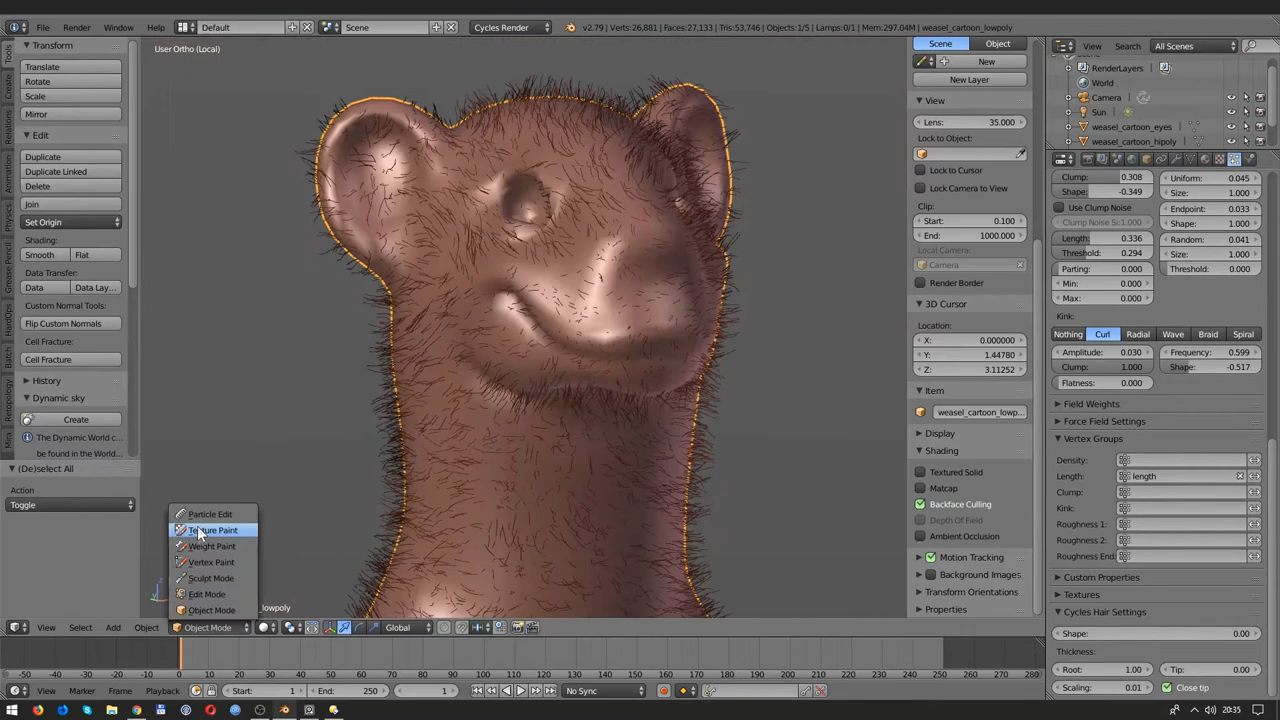 File Render Window Help Default Scene Cycles Render v2.79 | Verts:26,881 | Faces:27,133 | Tris:53,746 | Objects:1/5 | Lamps:0/1 | Mem:297.04M | weasel_cartoon_lowpoly
Tools
Create
Relations
Animation
Physics
Grease Pencil
HardOps
Batch
Retopology
Mira
Transform
Translate
Rotate
Scale
Mirror
Edit
Duplicate
Duplicate Linked
Delete
Join
Set Origin
Shading:
Smooth Flat
Data Transfer:
Data Data Lay...
Custom Normal Tools:
Flip Custom Normals
Cell Fracture:
Cell Fracture
History
Dynamic sky
Create
The Dynamic World c...
be found in the World...
(De)select All
Action
Toggle
User Ortho (Local)
Particle Edit
Texture Paint
Weight Paint
Vertex Paint
Sculpt Mode
Edit Mode
Object Mode
_lowpoly
View Select Add Object Object Mode Global
Scene Object
New
New Layer
View
Lens: 35.000
Lock to Object:
Lock to Cursor
Lock Camera to View
Clip:
Start: 0.100
End: 1000.000
Local Camera:
Camera
Render Border
3D Cursor
Location:
X: 0.000000
Y: 1.44780
Z: 3.11252
Item
weasel_cartoon_lowp...
Display
Shading
Textured Solid
Matcap
Backface Culling
Depth Of Field
Ambient Occlusion
Motion Tracking
Background Images
Transform Orientations
Properties
View Search All Scenes
RenderLayers
World
Camera
Sun
weasel_cartoon_eyes
weasel_cartoon_hipoly
Clump: 0.308 Uniform: 0.045
Shape: -0.349 Size: 1.000
Use Clump Noise Endpoint: 0.033
Clump Noise Si: 1.000 Shape: 1.000
Length: 0.336 Random: 0.041
Threshold: 0.294 Size: 1.000
Parting: 0.000 Threshold: 0.000
Min: 0.000
Max: 0.000
Kink:
Nothing Curl Radial Wave Braid Spiral
Amplitude: 0.030 Frequency: 0.599
Clump: 1.000 Shape: -0.517
Flatness: 0.000
Field Weights
Force Field Settings
Vertex Groups
Density:
Length: length
Clump:
Kink:
Roughness 1:
Roughness 2:
Roughness End:
Custom Properties
Textures
Cycles Hair Settings
Shape: 0.00
Thickness:
Root: 1.00 Tip: 0.00
Scaling: 0.01 Close tip
-50 -40 -30 -20 -10 0 10 20 30 40 50 60 70 80 90 100 110 120 130 140 150 160 170 180 190 200 210 220 230 240 250 260 270 280
View Marker Frame Playback Start: 1 End: 250 1 No Sync
20:35